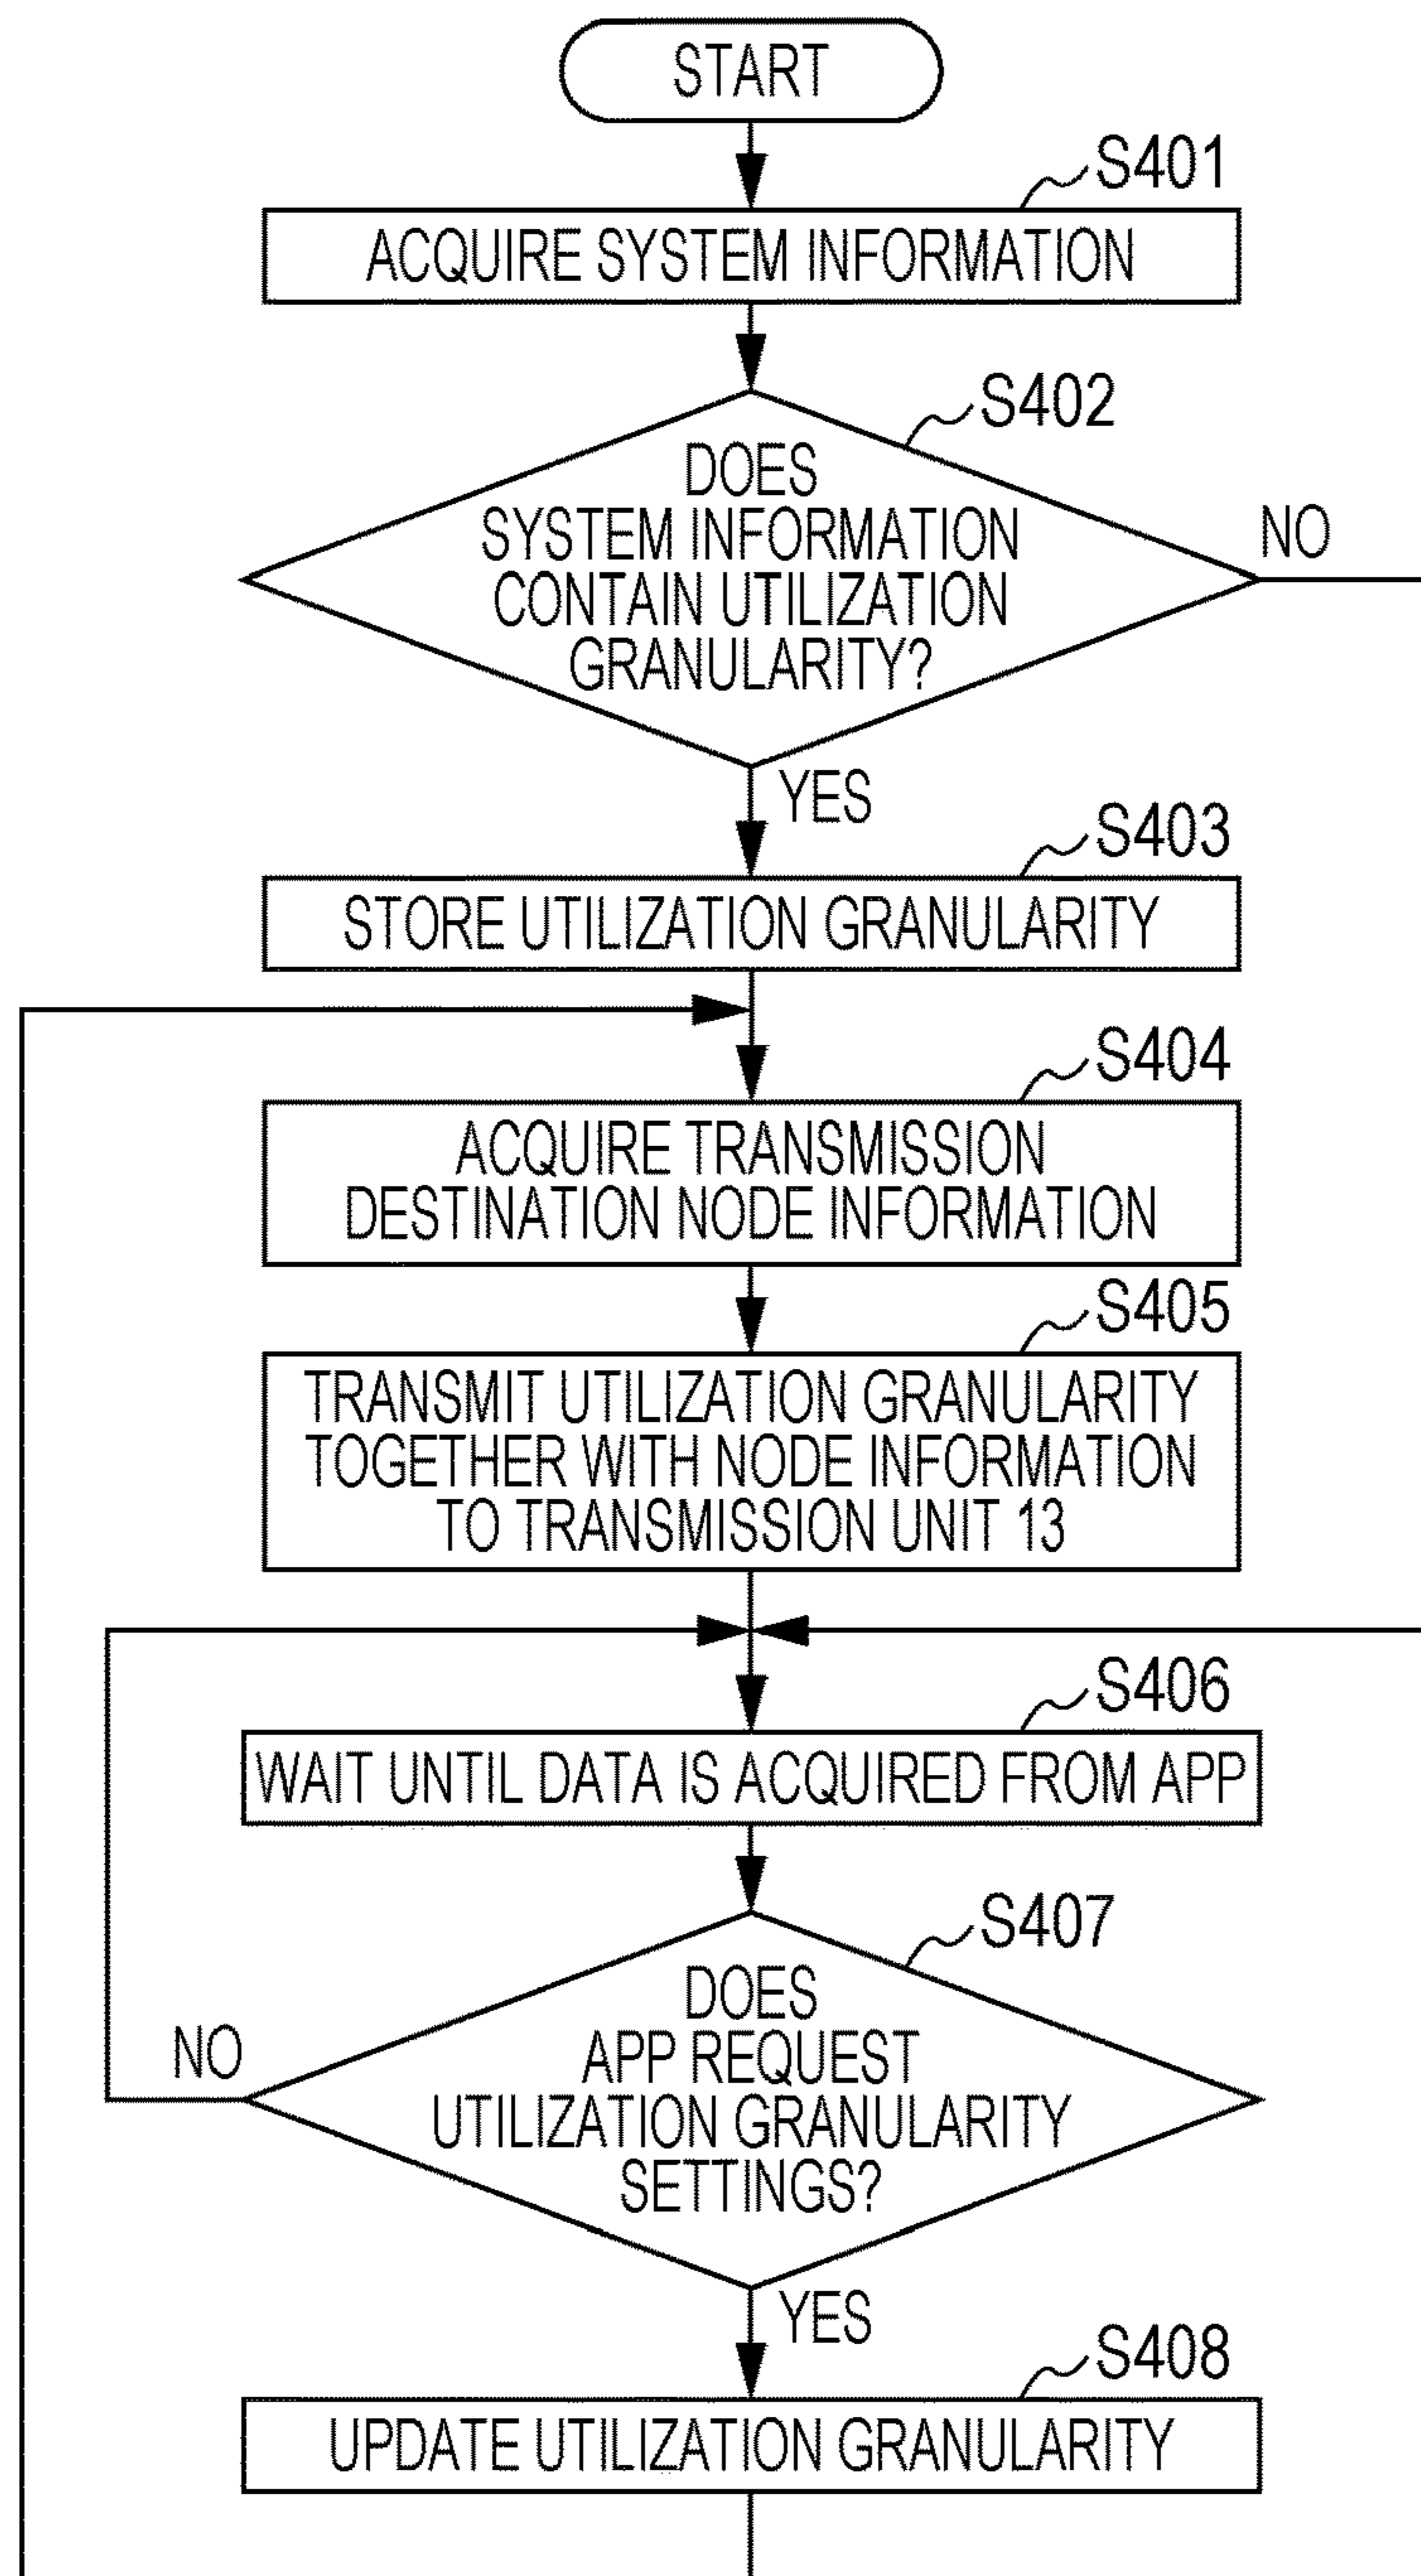 START
S401
ACQUIRE SYSTEM INFORMATION
S402
DOES
SYSTEM INFORMATION
CONTAIN UTILIZATION
GRANULARITY?
NO
YES
S403
STORE UTILIZATION GRANULARITY
S404
ACQUIRE TRANSMISSION
DESTINATION NODE INFORMATION
S405
TRANSMIT UTILIZATION GRANULARITY
TOGETHER WITH NODE INFORMATION
TO TRANSMISSION UNIT 13
S406
WAIT UNTIL DATA IS ACQUIRED FROM APP
S407
DOES
APP REQUEST
UTILIZATION GRANULARITY
SETTINGS?
NO
YES
S408
UPDATE UTILIZATION GRANULARITY